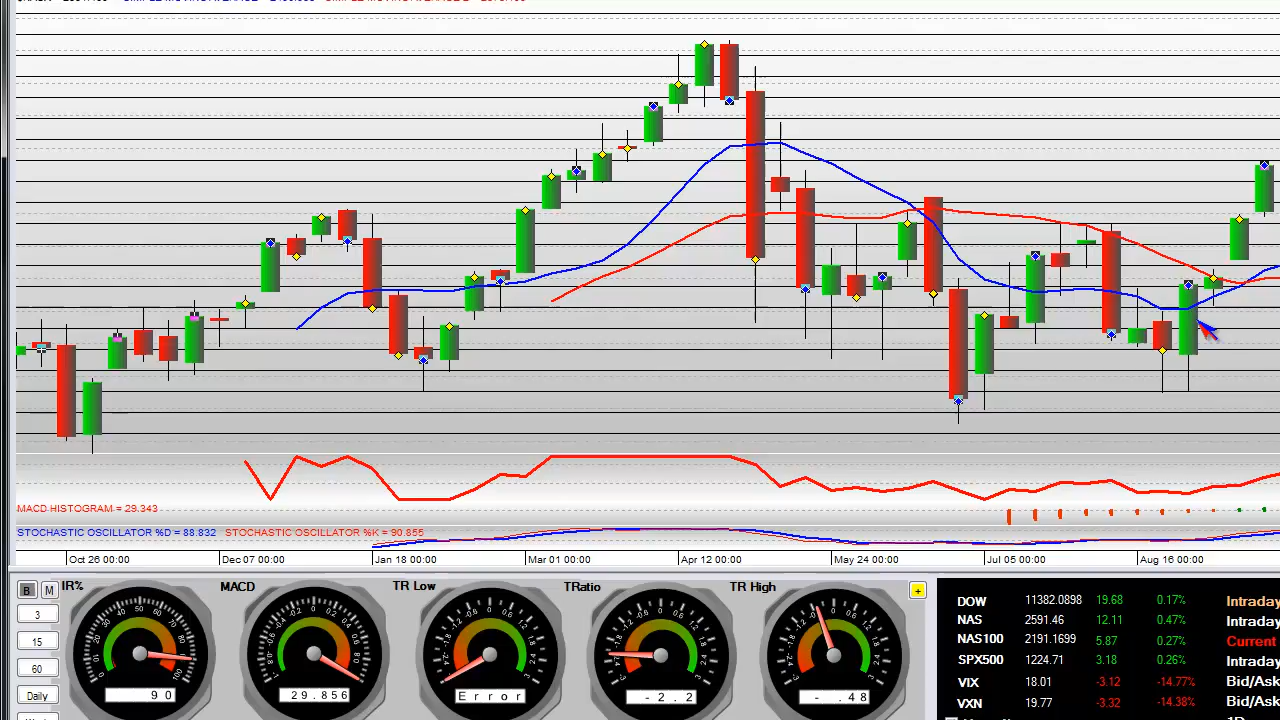 MACD HISTOGRAM = 29.343
STOCHASTIC OSCILLATOR %D = 88.832 STOCHASTIC OSCILLATOR %K = 90.855
Oct 26 00:00 Dec 07 00:00 Jan 18 00:00 Mar 01 00:00 Apr 12 00:00 May 24 00:00 Jul 05 00:00 Aug 16 00:00
B M IR% MACD TR Low TRatio TR High +
3
15
60
Daily
90 29.856 Error -2.2 -.48
DOW 11382.0898 19.68 0.17% Intraday
NAS 2591.46 12.11 0.47% Intraday
NAS100 2191.1699 5.87 0.27% Current
SPX500 1224.71 3.18 0.26% Intraday
VIX 18.01 -3.12 -14.77% Bid/Ask
VXN 19.77 -3.32 -14.38% Bid/Ask